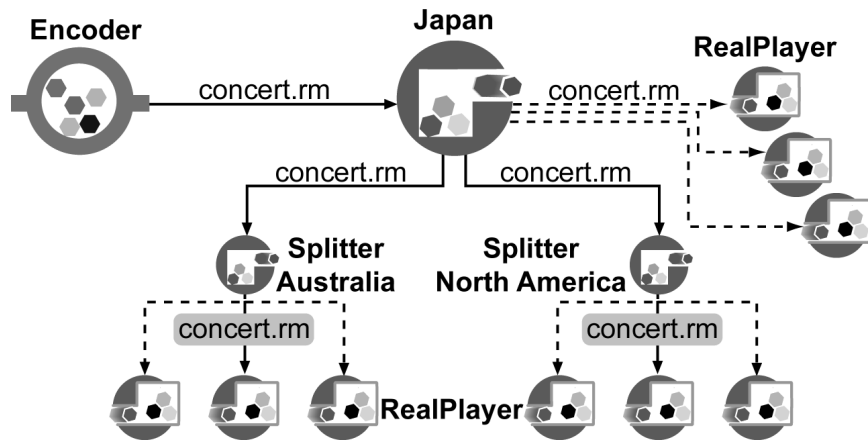 Encoder
Japan
RealPlayer
concert.rm
concert.rm
concert.rm
concert.rm
Splitter
Australia
Splitter
North America
concert.rm
concert.rm
RealPlayer